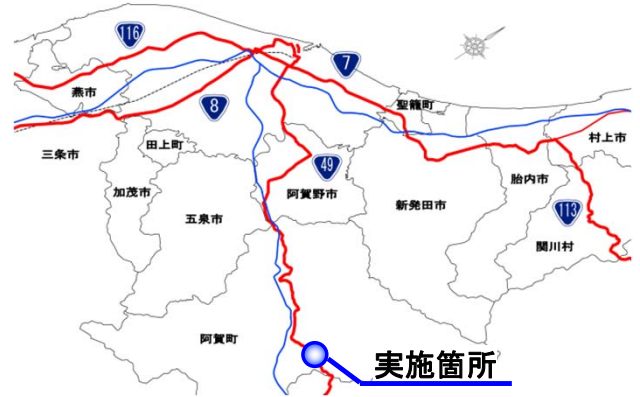 116
7
燕市
8
聖籠町
三条市
田上町
49
村上市
加茂市
五泉市
阿賀野市
新発田市
胎内市
113
関川村
阿賀町
実施箇所